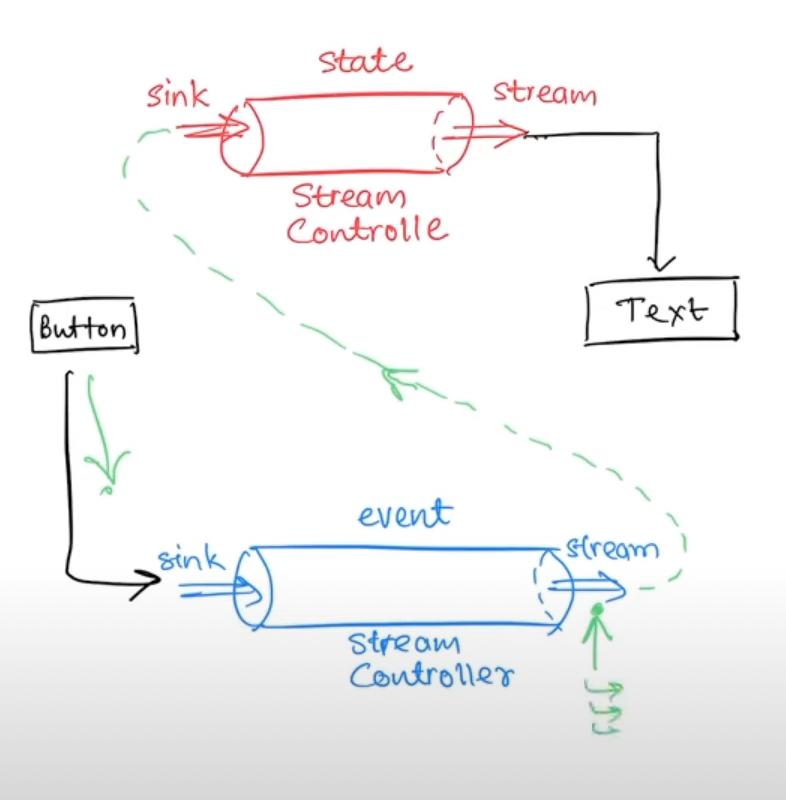 State
sink
stream
Stream
Controlle
Button
Text
event
sink
stream
Stream
Controller